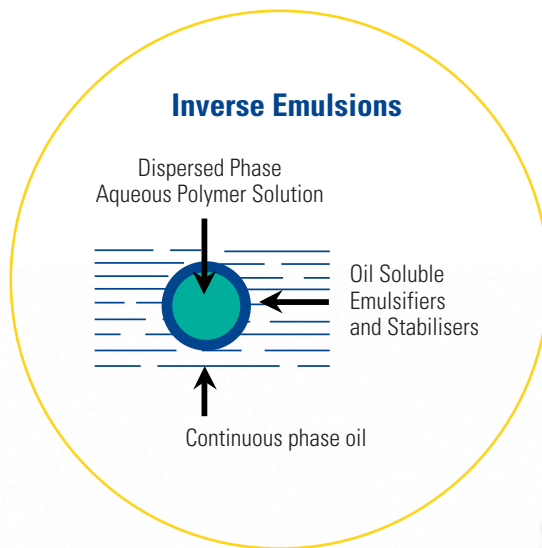 Inverse Emulsions
Dispersed Phase
Aqueous Polymer Solution
Oil Soluble
Emulsifiers
and Stabilisers
Continuous phase oil